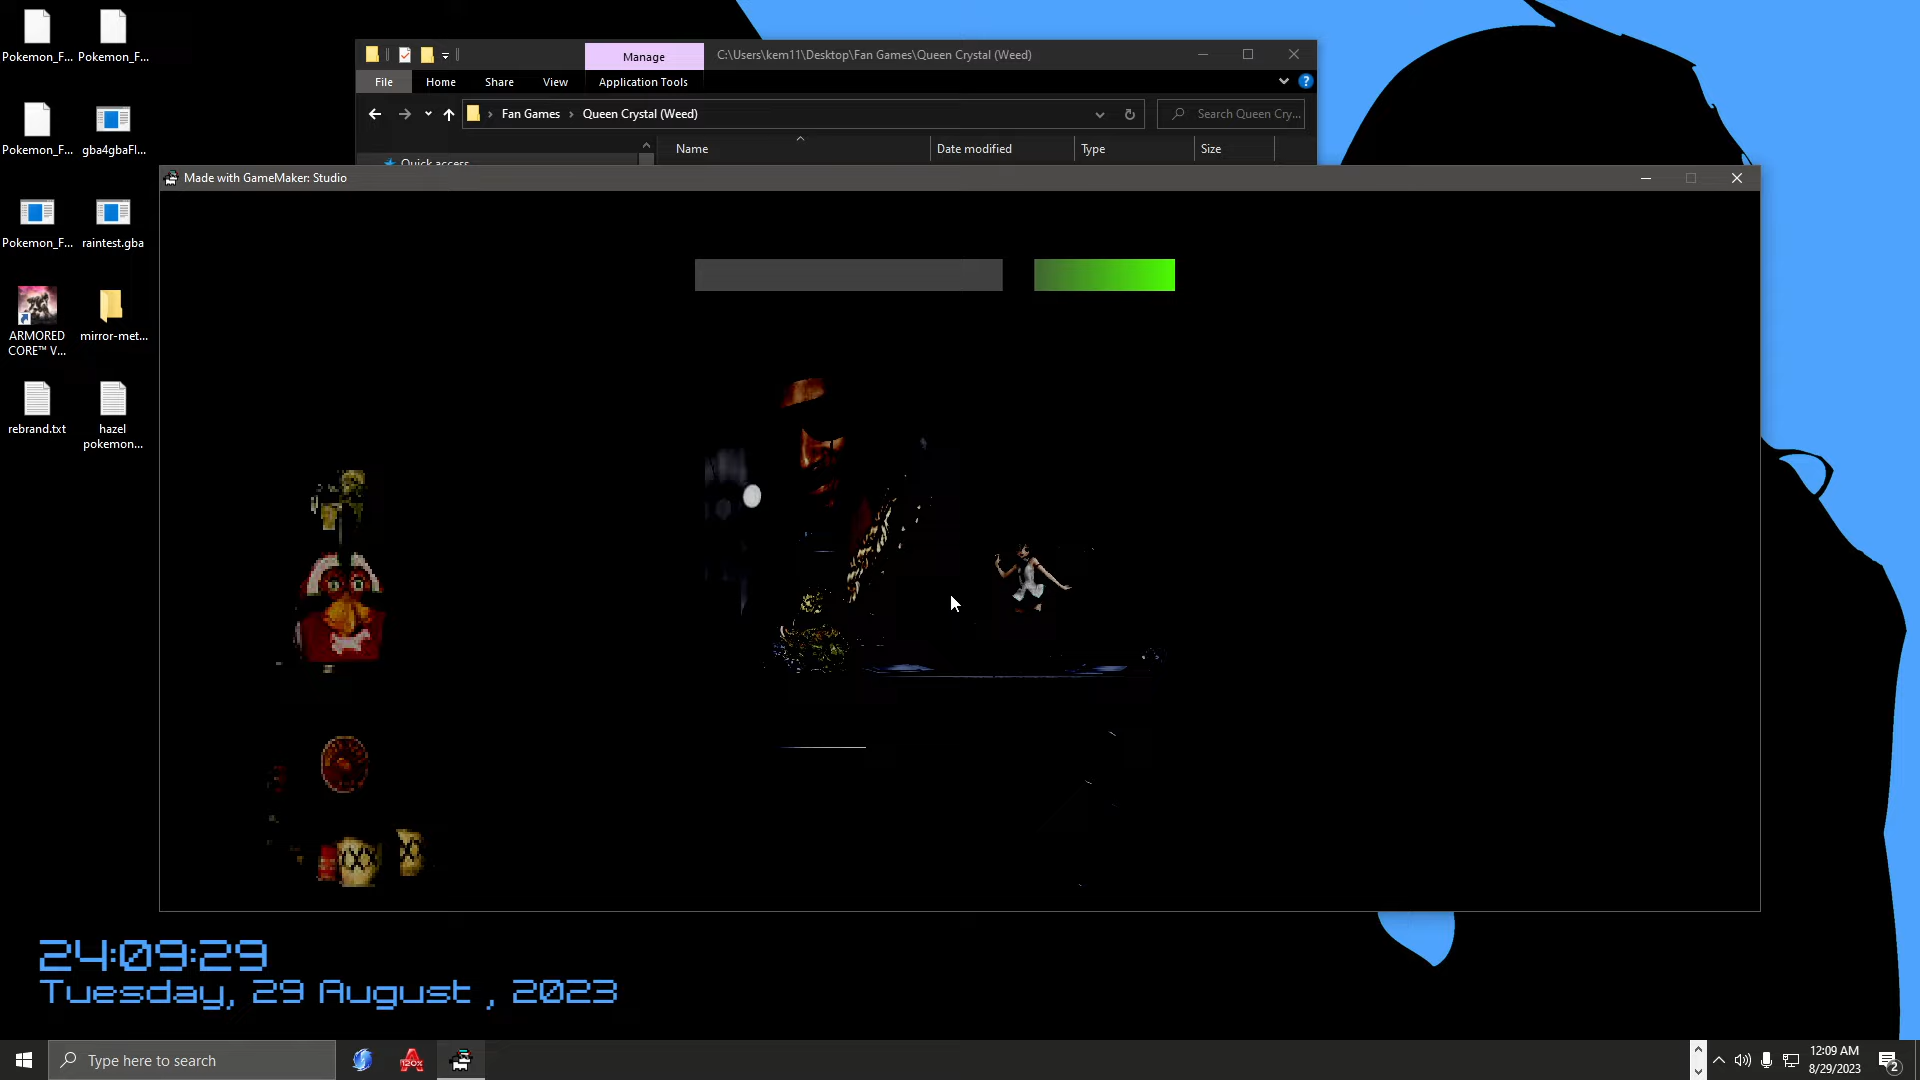 Pokemon_F...
Pokemon_F...
Pokemon_F...
gba4gbaFl...
Pokemon_F...
raintest.gba
ARMORED
CORE™ V...
mirror-met...
rebrand.txt
hazel
pokemon...
Manage
C:\Users\kem11\Desktop\Fan Games\Queen Crystal (Weed)
File
Home
Share
View
Application Tools
Fan Games
Queen Crystal (Weed)
Search Queen Cry...
Name
Date modified
Type
Size
Quick access
Made with GameMaker: Studio
24:09:29
Tuesday, 29 August , 2023
Type here to search
120%
12:09 AM
8/29/2023
2